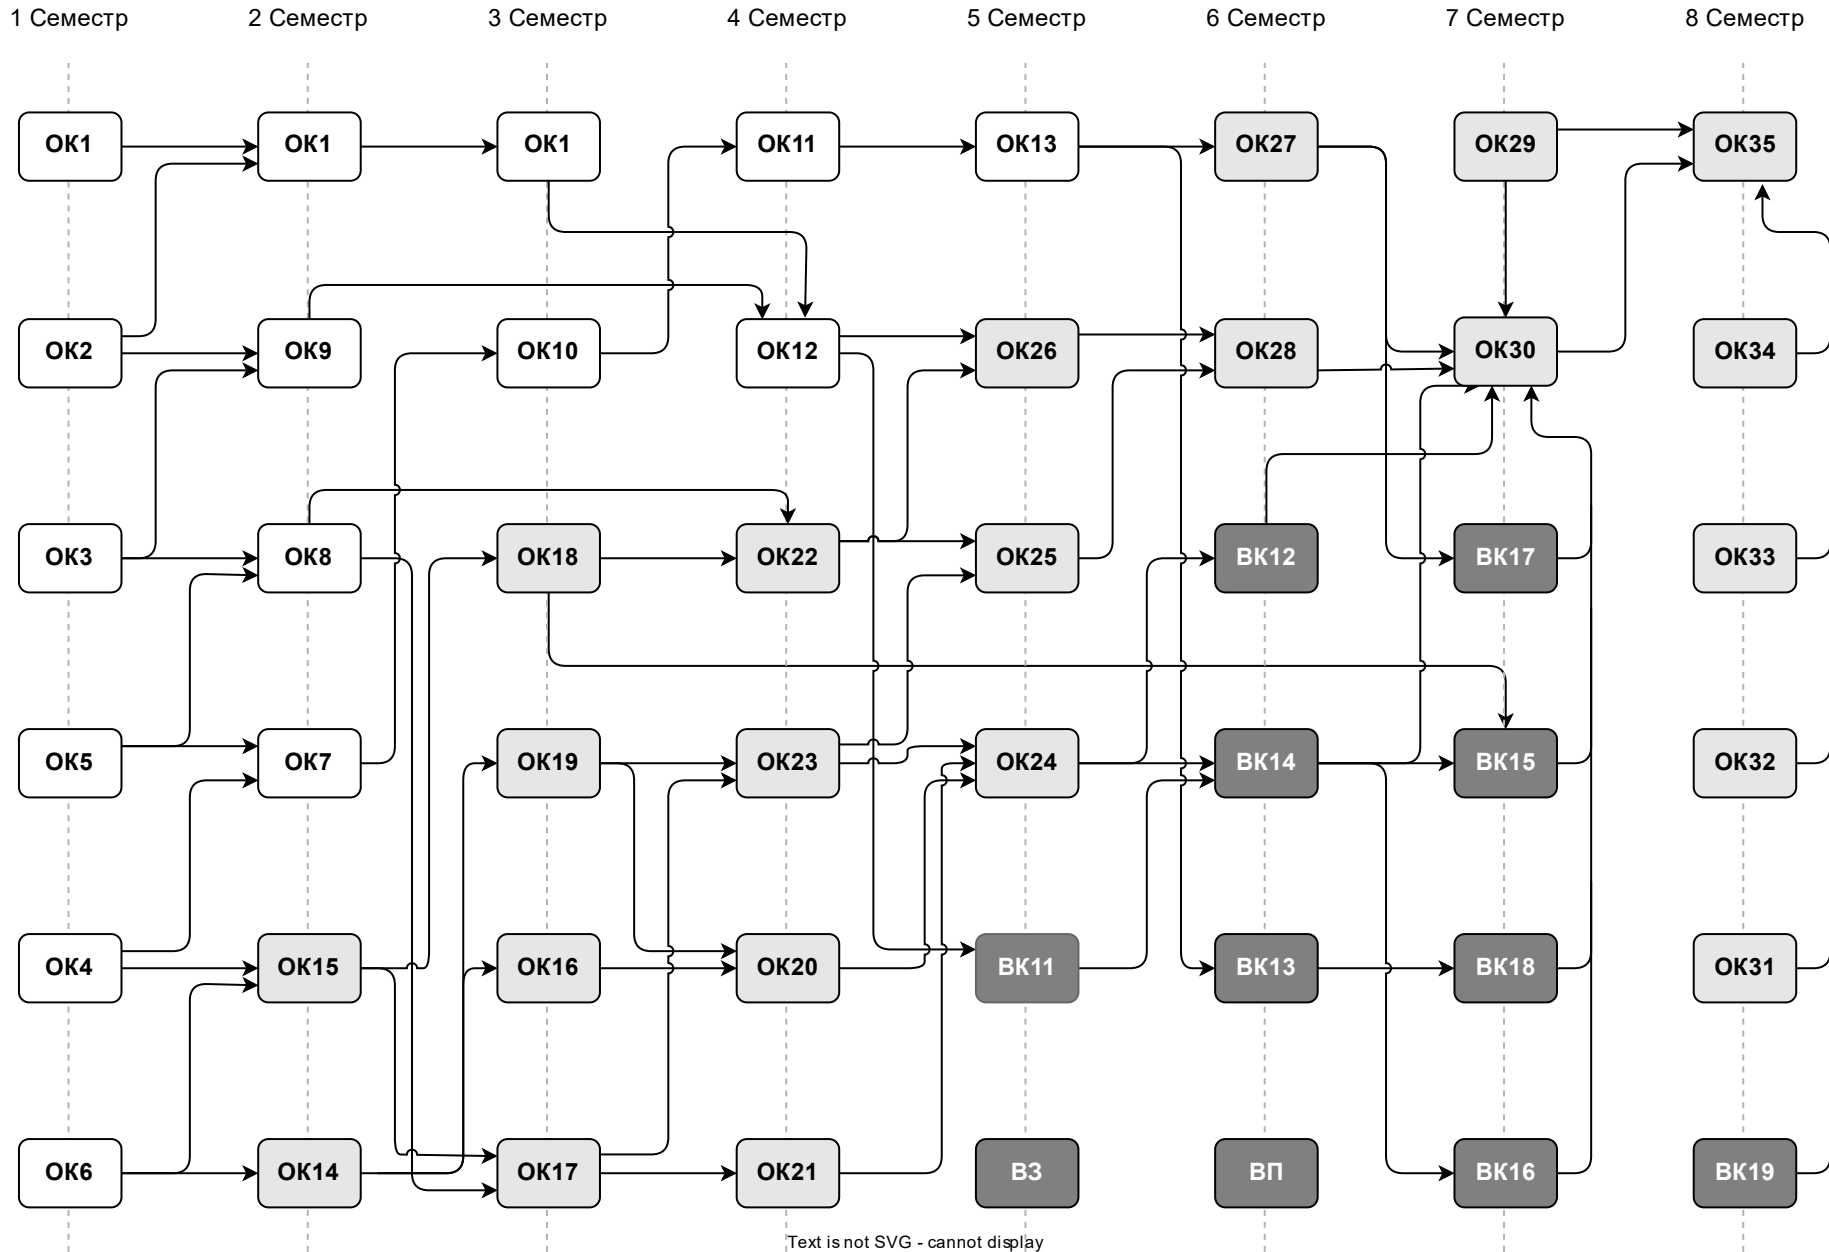 1 Семестр 2 Семестр 3 Семестр 4 Семестр 5 Семестр 6 Семестр 7 Семестр 8 Семестр
ОК1 ОК1 ОК1 ОК11 ОК13 ОК27 ОК29 ОК35
ОК2 ОК9 ОК10 ОК12 ОК26 ОК28 ОК30 ОК34
ОК3 ОК8 ОК18 ОК22 ОК25 ВК12 ВК17 ОК33
ОК5 ОК7 ОК19 ОК23 ОК24 ВК14 ВК15 ОК32
ОК4 ОК15 ОК16 ОК20 ВК11 ВК13 ВК18 ОК31
ОК6 ОК14 ОК17 ОК21 ВЗ ВП ВК16 ВК19
Text is not SVG - cannot display